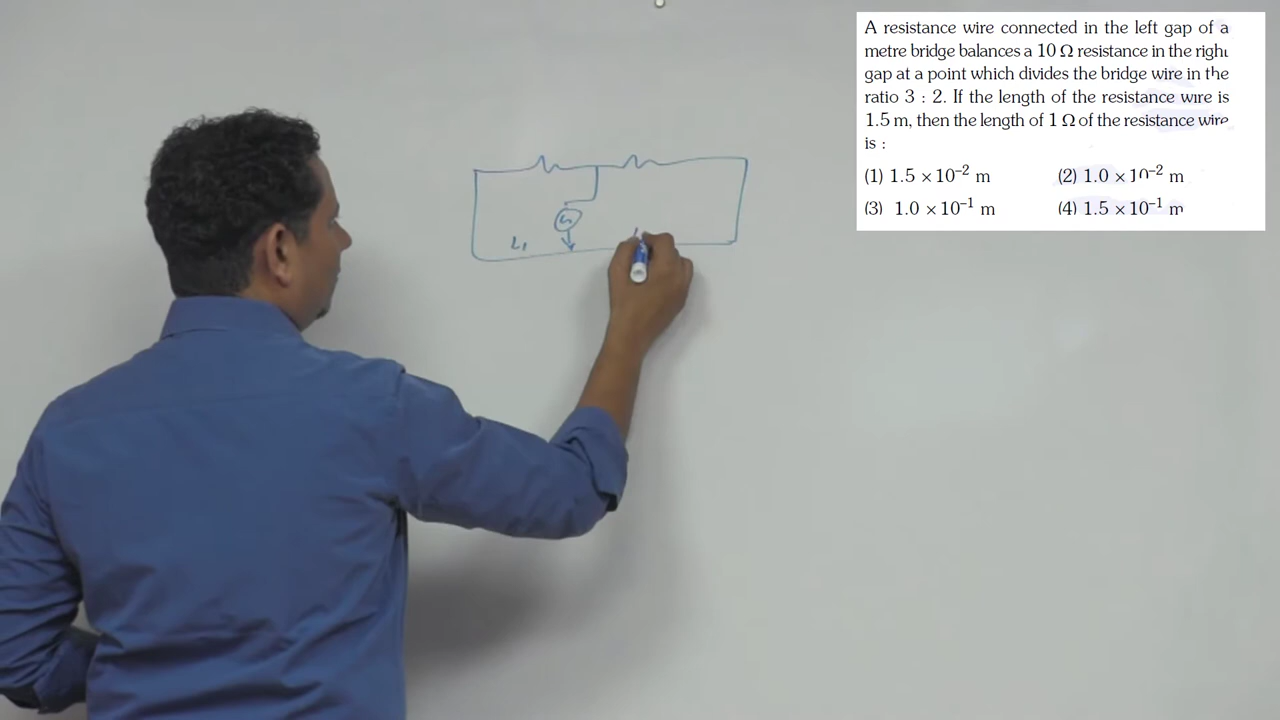 A resistance wire connected in the left gap of a
metre bridge balances a 10 Ω resistance in the right
gap at a point which divides the bridge wire in the
ratio 3 : 2. If the length of the resistance wire is
1.5 m, then the length of 1 Ω of the resistance wire
is :
(1) 1.5 × 10⁻² m (2) 1.0 × 10⁻² m
(3) 1.0 × 10⁻¹ m (4) 1.5 × 10⁻¹ m
G
L₁